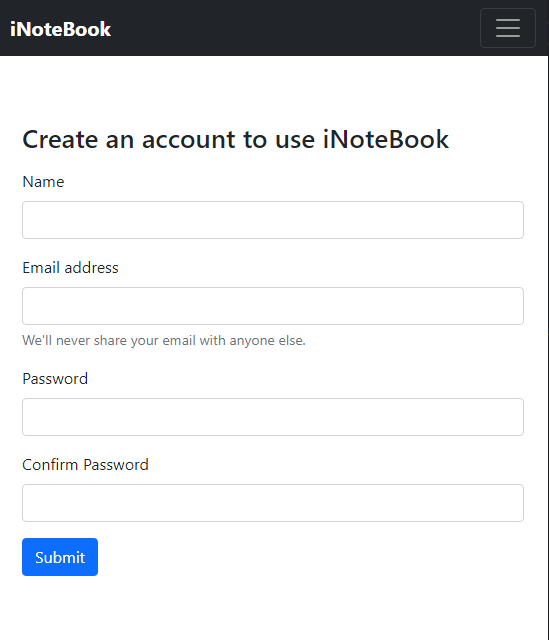 iNoteBook
Create an account to use iNoteBook
Name
Email address
We'll never share your email with anyone else.
Password
Confirm Password
Submit